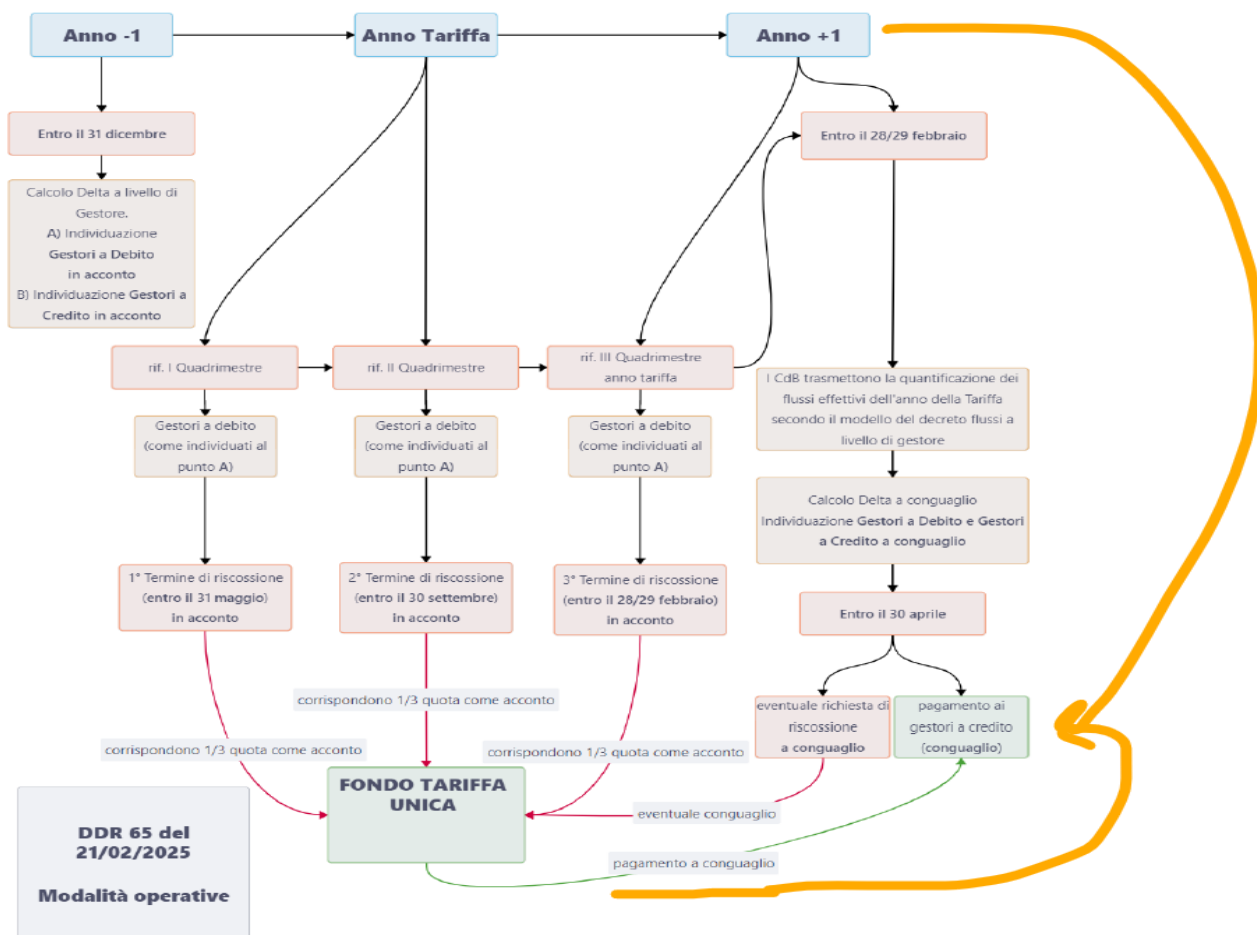 Anno -1
Anno Tariffa
Anno +1
Entro il 31 dicembre
Entro il 28/29 febbraio
Calcolo Delta a livello di
Gestore.
A) Individuazione
Gestori a Debito
in acconto
B) Individuazione Gestori a
Credito in acconto
rif. I Quadrimestre
rif. II Quadrimestre
rif. III Quadrimestre
anno tariffa
I CdB trasmettono la quantificazione dei
flussi effettivi dell'anno della Tariffa
secondo il modello del decreto flussi a
livello di gestore
Gestori a debito
(come individuati al
punto A)
Gestori a debito
(come individuati al
punto A)
Gestori a debito
(come individuati al
punto A)
Calcolo Delta a conguaglio
Individuazione Gestori a Debito e Gestori
a Credito a conguaglio
1° Termine di riscossione
(entro il 31 maggio)
in acconto
2° Termine di riscossione
(entro il 30 settembre)
in acconto
3° Termine di riscossione
(entro il 28/29 febbraio)
in acconto
Entro il 30 aprile
corrispondono 1/3 quota come acconto
eventuale richiesta di
riscossione
a conguaglio
pagamento ai
gestori a credito
(conguaglio)
corrispondono 1/3 quota come acconto
corrispondono 1/3 quota come acconto
FONDO TARIFFA
UNICA
eventuale conguaglio
DDR 65 del
21/02/2025
Modalità operative
pagamento a conguaglio